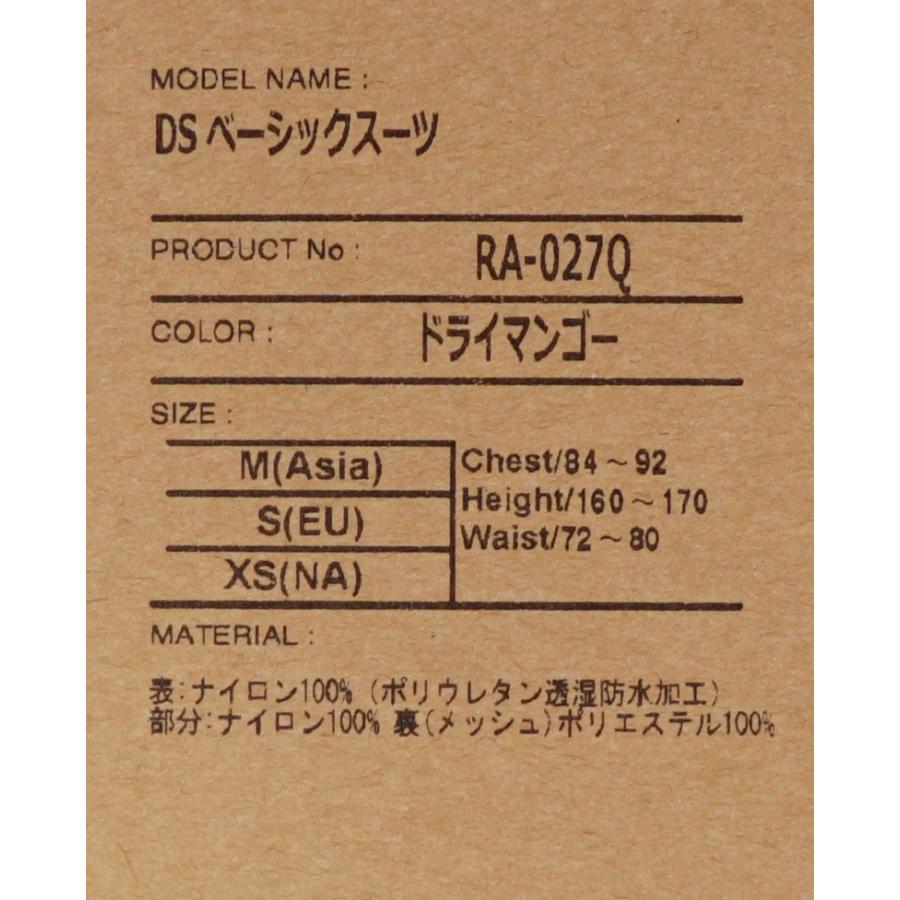 MODEL NAME :
DSベーシックスーツ
PRODUCT No : RA-027Q
COLOR : ドライマンゴー
SIZE :
M(Asia)
S(EU)
XS(NA)
Chest/84～92
Height/160～170
Waist/72～80
MATERIAL :
表:ナイロン100% (ポリウレタン透湿防水加工)
部分:ナイロン100% 裏(メッシュ)ポリエステル100%